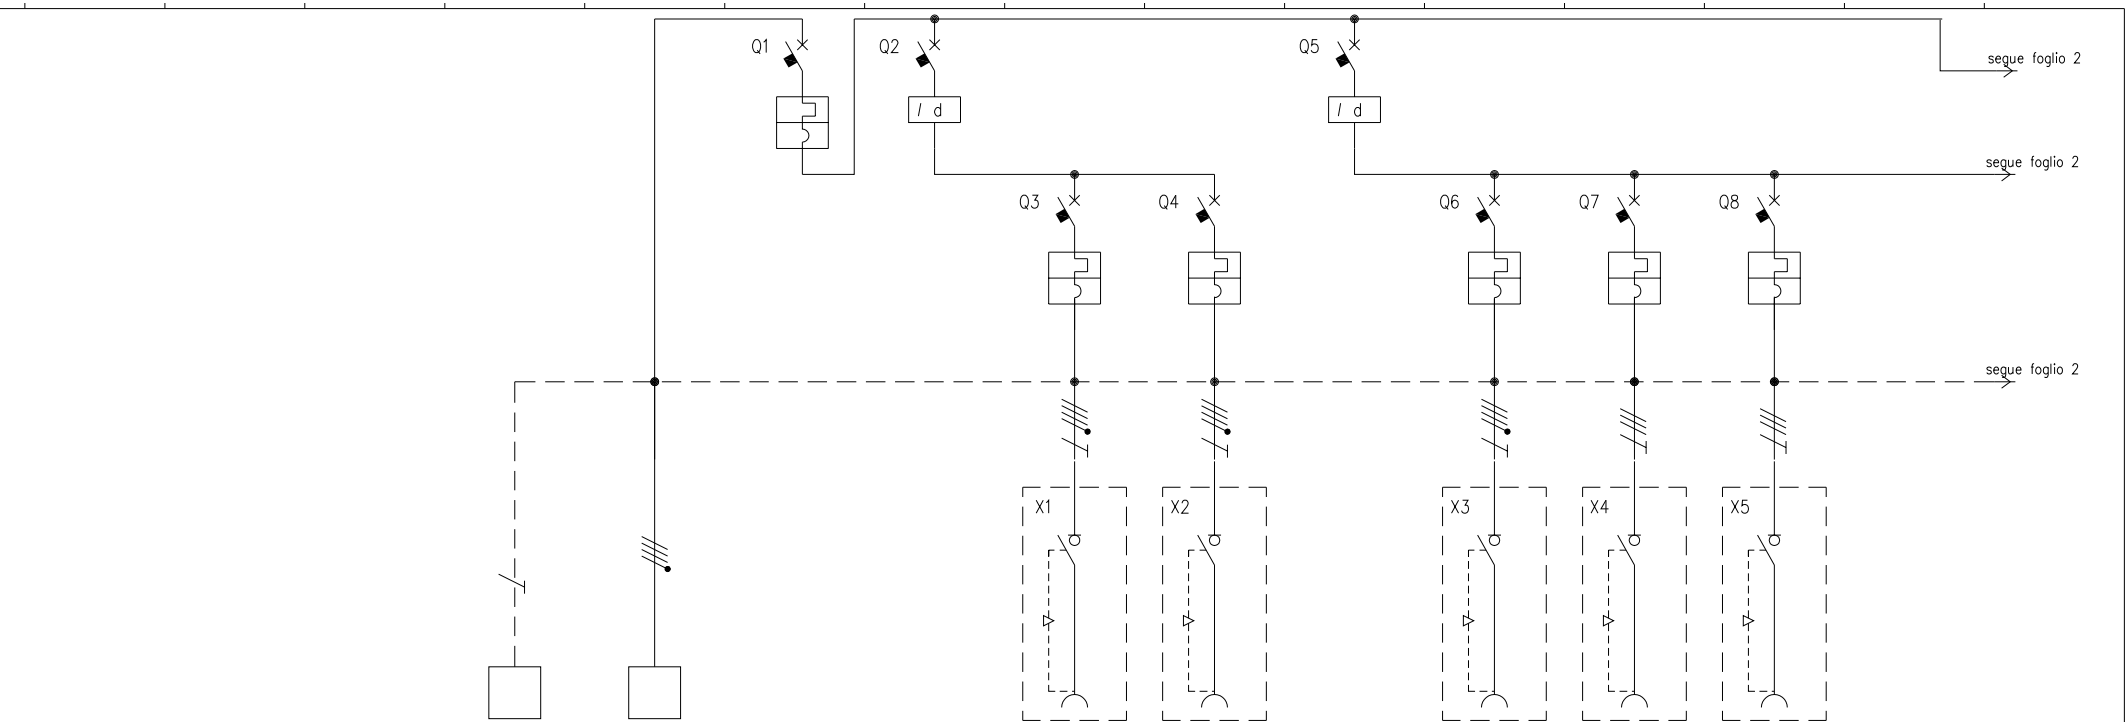 Q1
Q2
Q5
segue foglio 2
I d
I d
segue foglio 2
Q3
Q4
Q6
Q7
Q8
segue foglio 2
X1
X2
X3
X4
X5